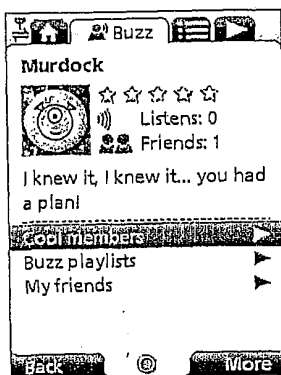 Buzz
Murdock
Listens: 0
Friends: 1
I knew it, I knew it... you had
a plan!
Cool members
Buzz playlists
My friends
Back
More